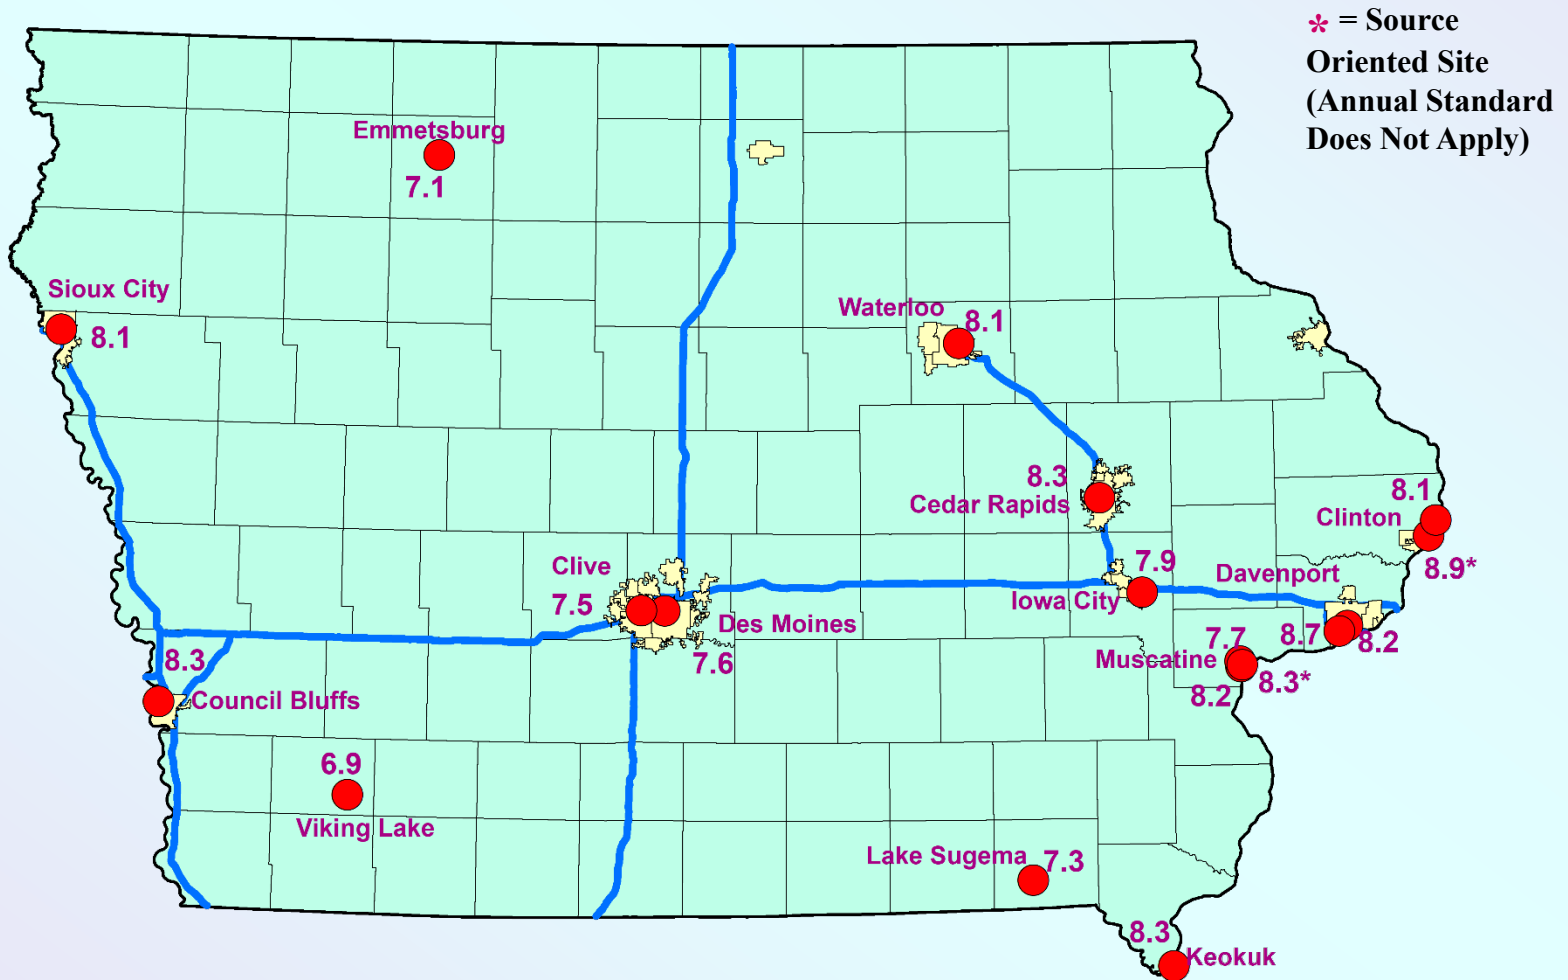 * = Source
Oriented Site
(Annual Standard
Does Not Apply)
Emmetsburg
7.1
Sioux City
8.1
Waterloo
8.1
8.3
Cedar Rapids
8.1
Clinton
8.9*
Clive
7.5
Des Moines
7.6
7.9
Iowa City
Davenport
8.7
8.2
7.7
Muscatine
8.3*
8.2
8.3
Council Bluffs
6.9
Viking Lake
Lake Sugema
7.3
8.3
Keokuk